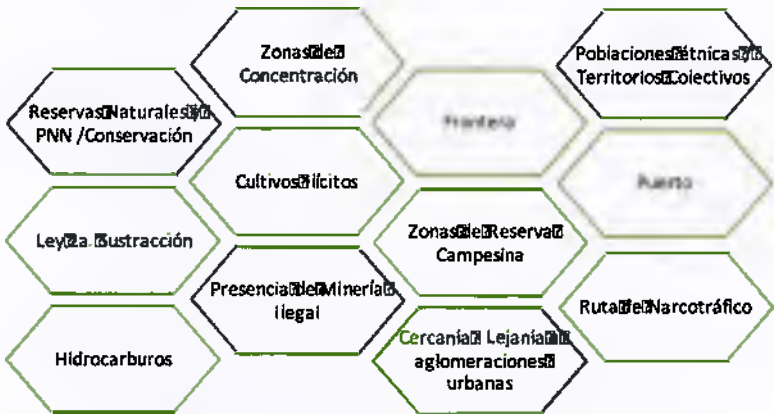 Zonas de
Concentración
Poblaciones étnicas y
Territorios Colectivos
Reservas Naturales y
PNN /Conservación
Frontera
Cultivos Ilícitos
Puerto
Ley 2a. Sustracción
Zonas de Reserva
Campesina
Presencia de Minería
Ilegal
Ruta de Narcotráfico
Hidrocarburos
Cercanía Lejanía a
aglomeraciones
urbanas